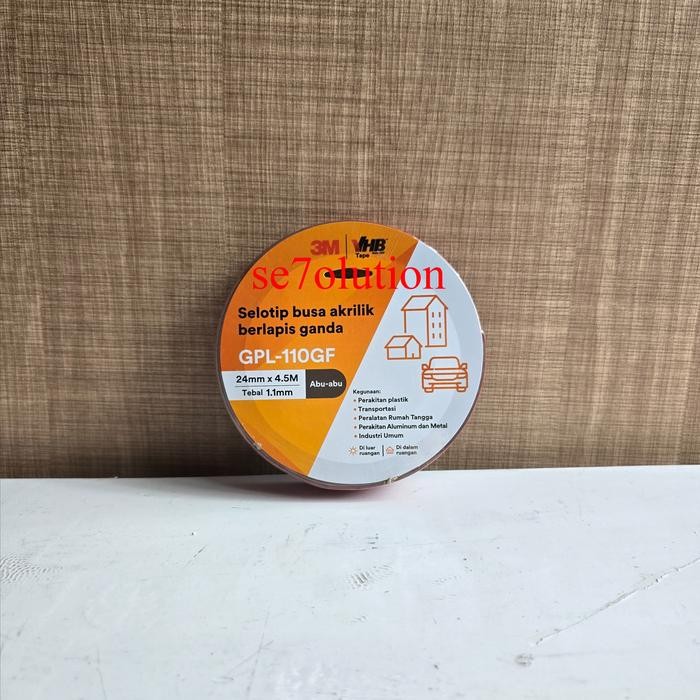 3M | VHB
Tape
se7olution
Selotip busa akrilik
berlapis ganda
GPL-110GF
24mm x 4.5M
Tebal 1.1mm
Abu-abu
Kegunaan:
• Perakitan plastik
• Transportasi
• Peralatan Rumah Tangga
• Perakitan Aluminum dan Metal
• Industri Umum
Di luar ruangan
Di dalam ruangan